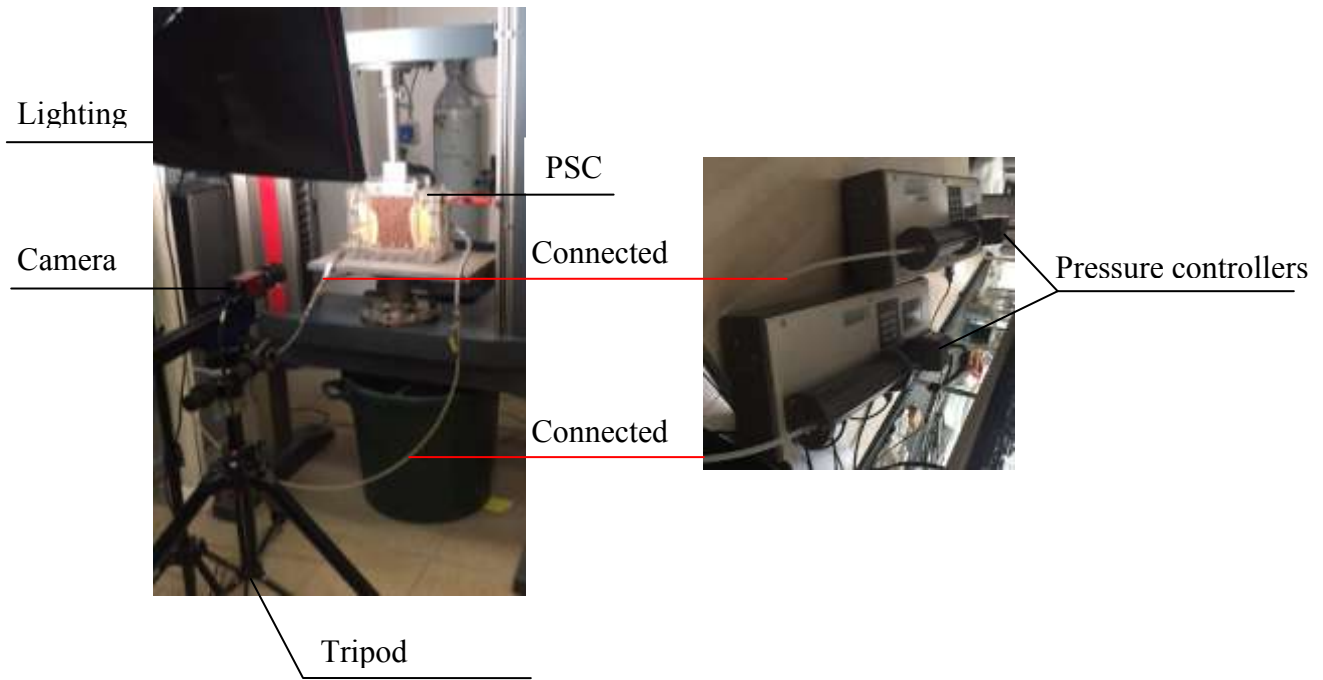 Lighting
PSC
Camera
Connected
Pressure controllers
Connected
Tripod